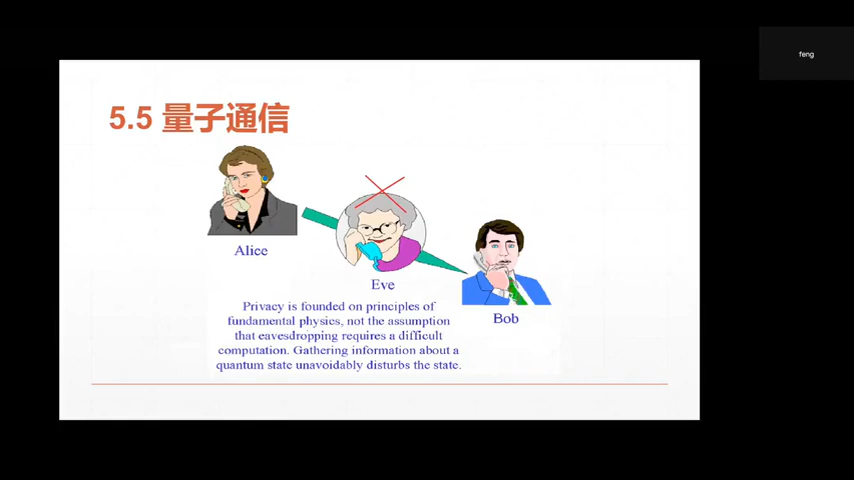 feng
5.5 量子通信
Alice
Eve
Bob
Privacy is founded on principles of
fundamental physics, not the assumption
that eavesdropping requires a difficult
computation. Gathering information about a
quantum state unavoidably disturbs the state.